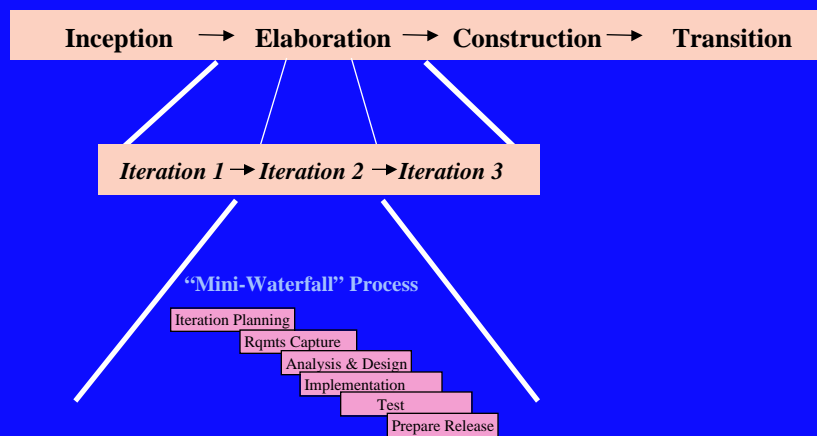 Inception → Elaboration → Construction → Transition
Iteration 1 → Iteration 2 → Iteration 3
“Mini-Waterfall” Process
Iteration Planning
Rqmts Capture
Analysis & Design
Implementation
Test
Prepare Release